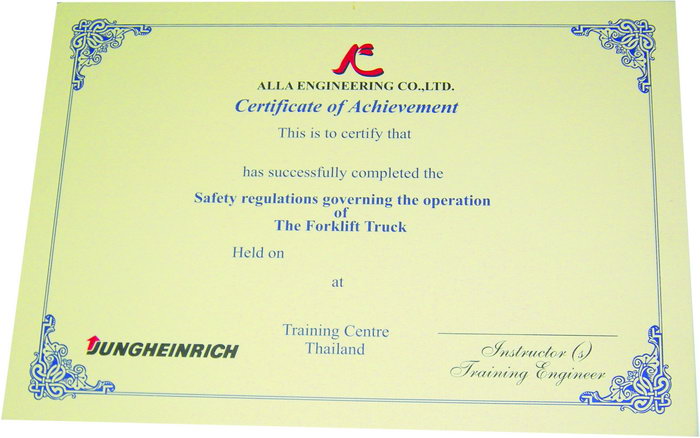 ALLA ENGINEERING CO.,LTD.
Certificate of Achievement
This is to certify that
has successfully completed the
Safety regulations governing the operation
of
The Forklift Truck
Held on
at
Training Centre
Thailand
JUNGHEINRICH
Instructor (s)
Training Engineer